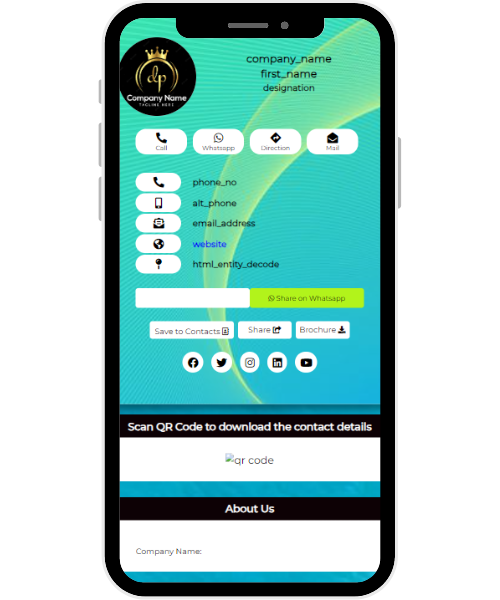 company_name
first_name
designation
dp
Company Name
TAGLINE HERE
Call
Whatsapp
Direction
Mail
phone_no
alt_phone
email_address
website
html_entity_decode
Share on Whatsapp
Save to Contacts
Share
Brochure
Scan QR Code to download the contact details
qr code
About Us
Company Name: